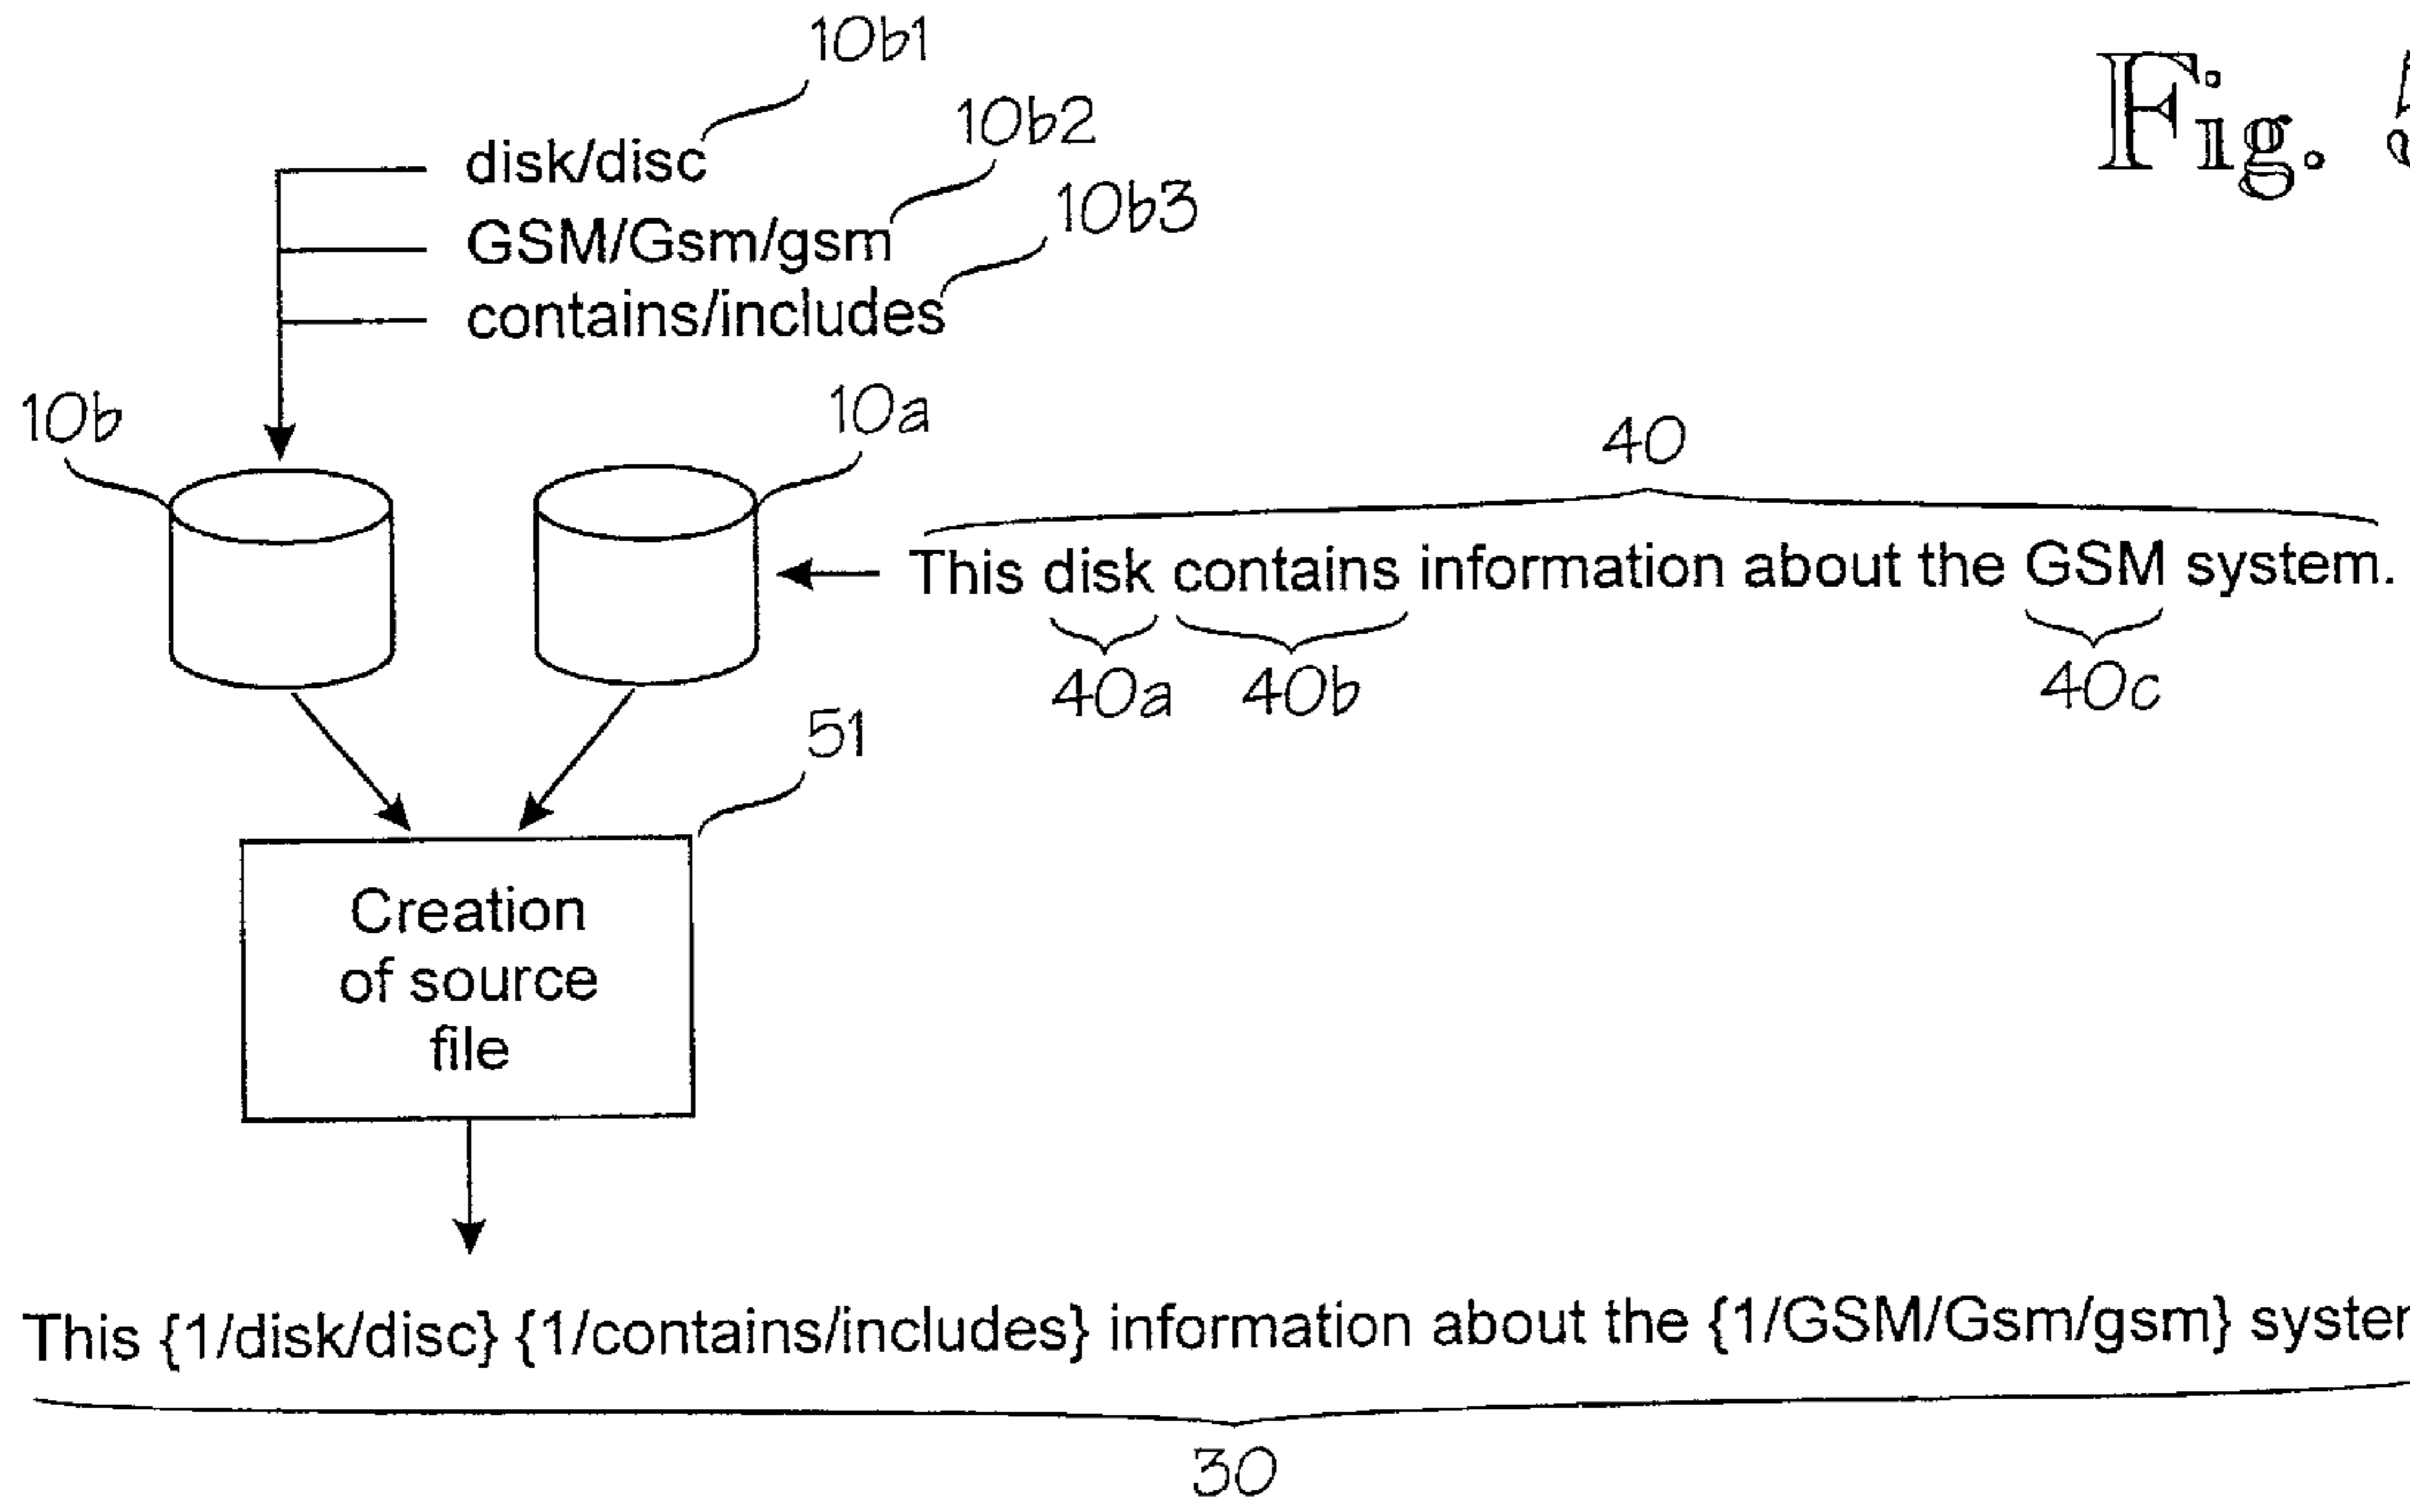 10b1
Fig. 5
10b2
disk/disc
10b3
GSM/Gsm/gsm
contains/includes
10b
10a
40
This disk contains information about the GSM system.
40a
40b
40c
51
Creation
of source
file
This {1/disk/disc} {1/contains/includes} information about the {1/GSM/Gsm/gsm}
30